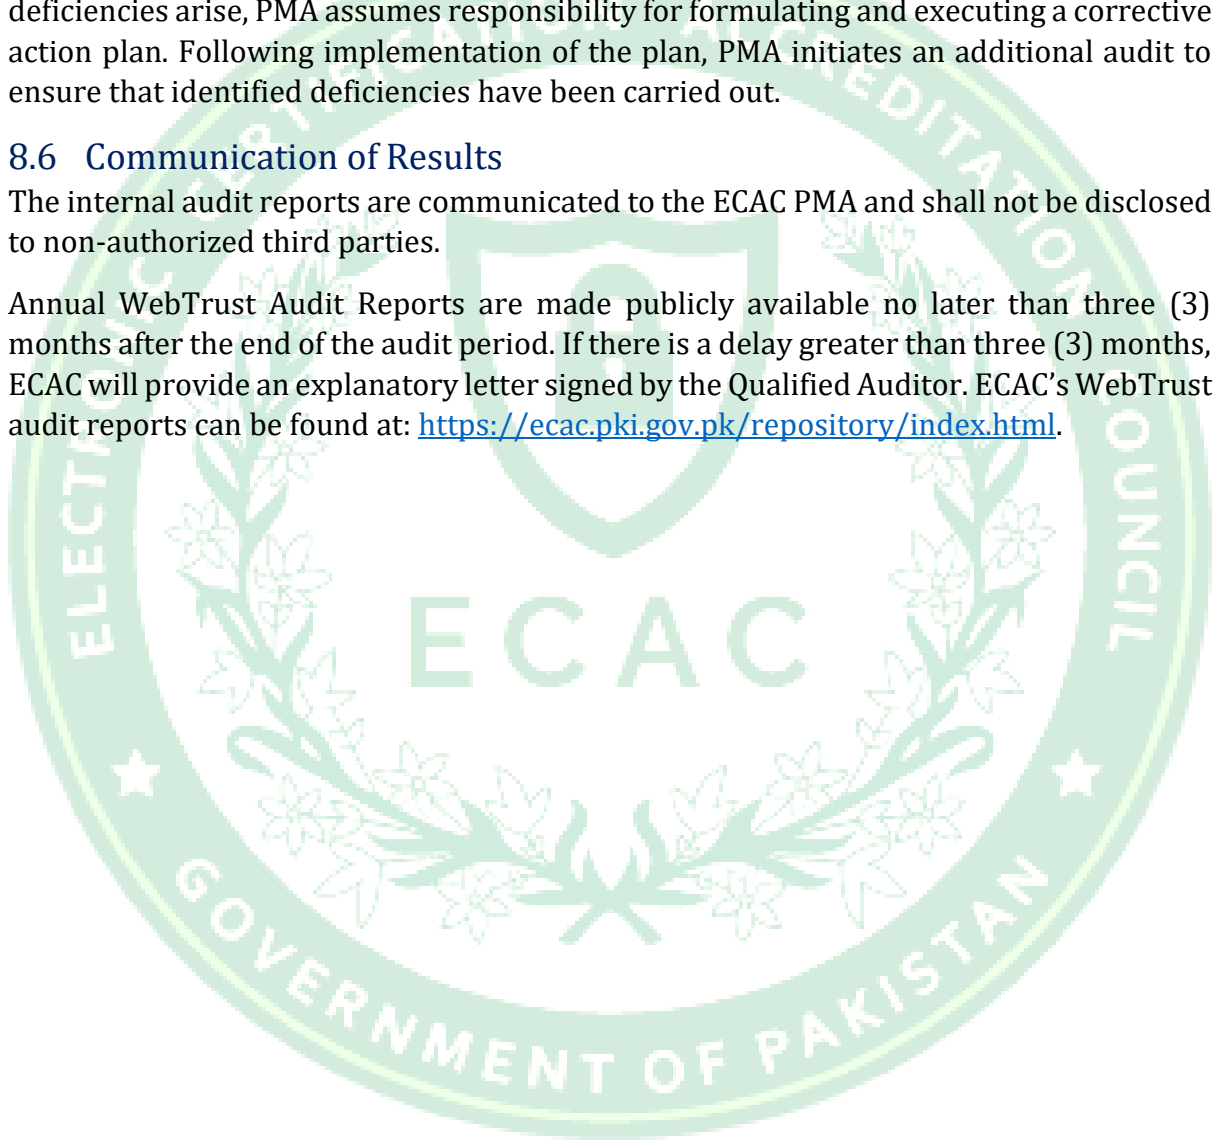 deficiencies arise, PMA assumes responsibility for formulating and executing a corrective
action plan. Following implementation of the plan, PMA initiates an additional audit to
ensure that identified deficiencies have been carried out.
8.6 Communication of Results
The internal audit reports are communicated to the ECAC PMA and shall not be disclosed
to non-authorized third parties.
Annual WebTrust Audit Reports are made publicly available no later than three (3)
months after the end of the audit period. If there is a delay greater than three (3) months,
ECAC will provide an explanatory letter signed by the Qualified Auditor. ECAC’s WebTrust
audit reports can be found at: https://ecac.pki.gov.pk/repository/index.html.
ELECTRONIC CERTIFICATION ACCREDITATION COUNCIL
ECAC
GOVERNMENT OF PAKISTAN